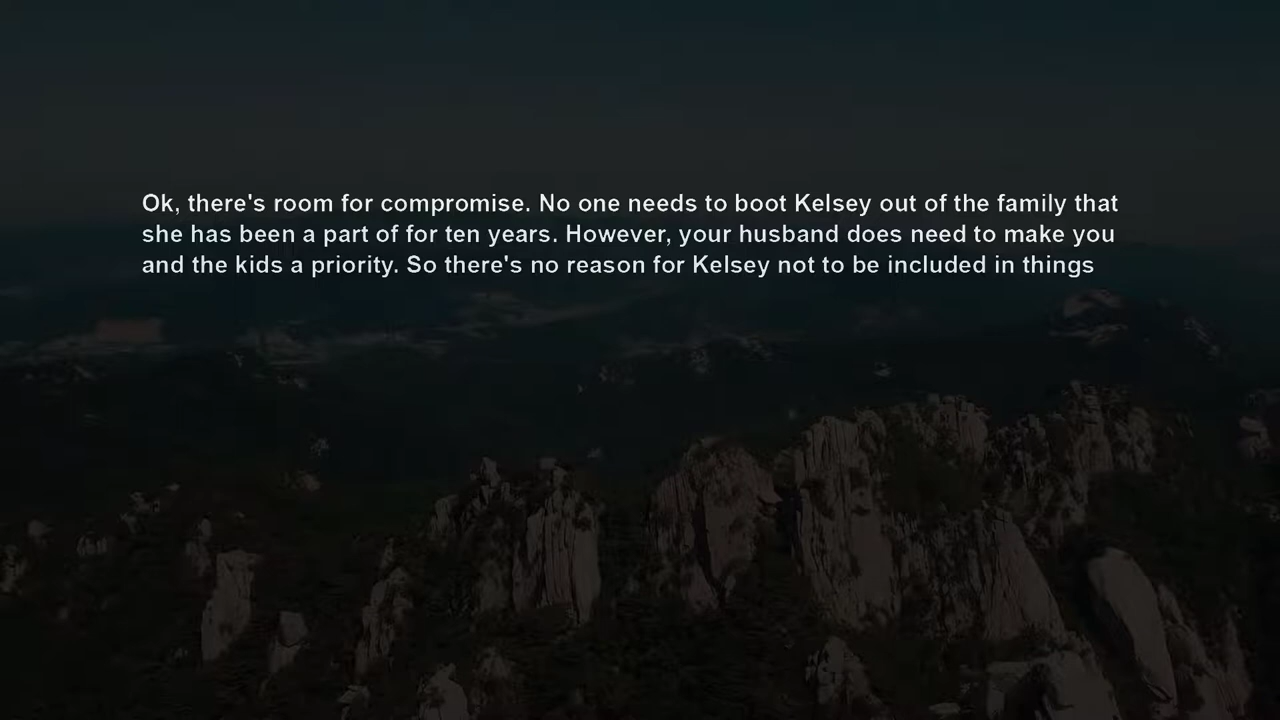 Ok, there's room for compromise. No one needs to boot Kelsey out of the family that
she has been a part of for ten years. However, your husband does need to make you
and the kids a priority. So there's no reason for Kelsey not to be included in things